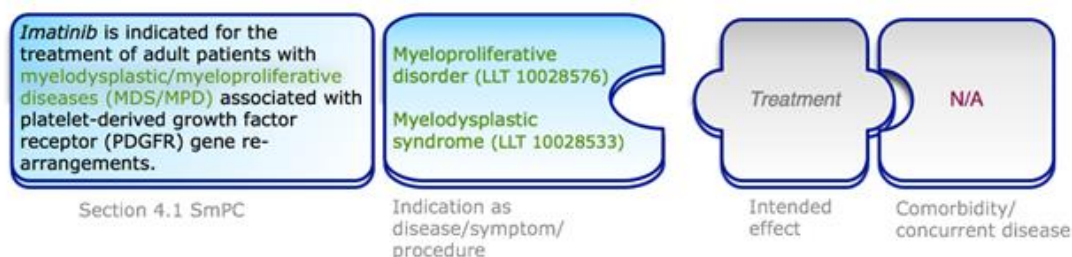 Imatinib is indicated for the
treatment of adult patients with
myelodysplastic/myeloproliferative
diseases (MDS/MPD) associated with
platelet-derived growth factor
receptor (PDGFR) gene re-
arrangements.
Section 4.1 SmPC
Myeloproliferative
disorder (LLT 10028576)
Myelodysplastic
syndrome (LLT 10028533)
Indication as
disease/symptom/
procedure
Treatment
Intended
effect
N/A
Comorbidity/
concurrent disease